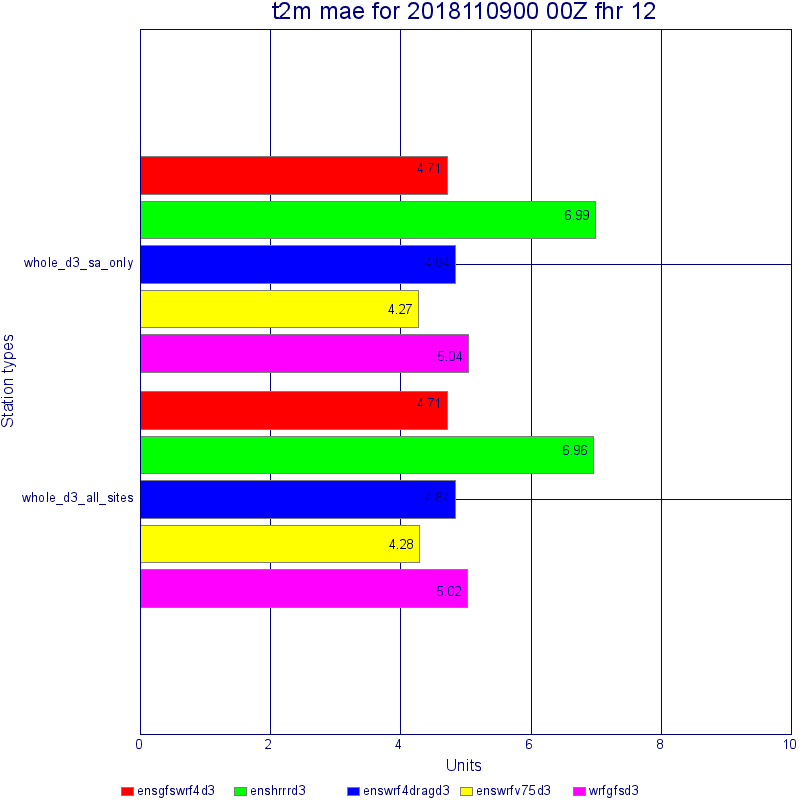 t2m mae for 2018110900 00Z fhr 12
4.71
6.99
whole_d3_sa_only
4.84
4.27
5.04
Station types
4.71
6.96
whole_d3_all_sites
4.84
4.28
5.02
0 2 4 6 8 10
Units
ensgfswrf4d3 enshrrrd3 enswrf4dragd3 enswrfv75d3 wrfgfsd3